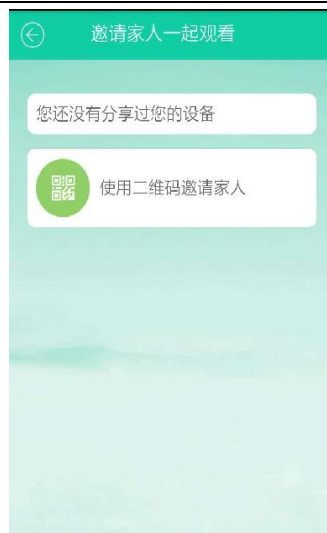 邀请家人一起观看
您还没有分享过您的设备
使用二维码邀请家人